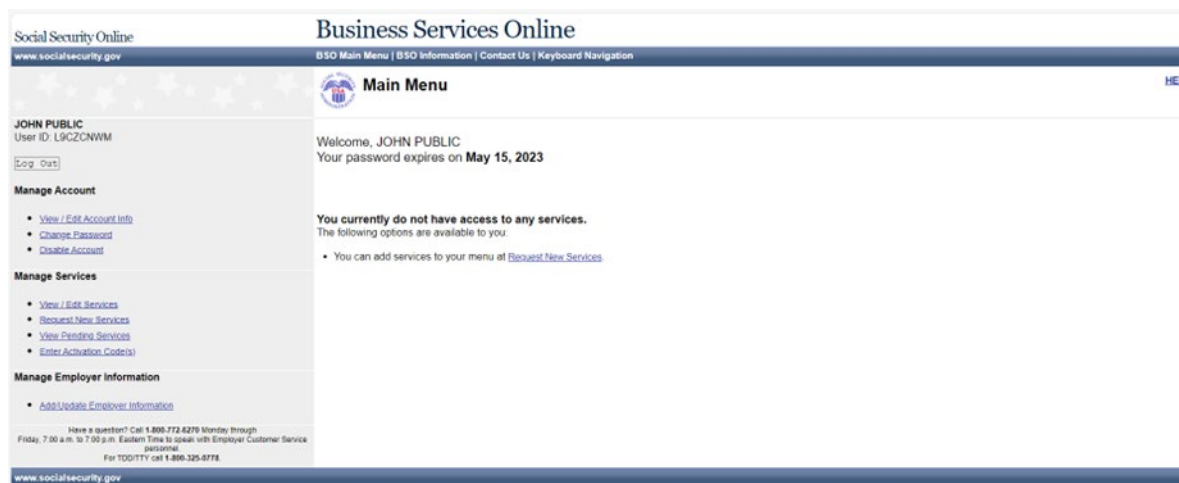 Social Security Online
Business Services Online
www.socialsecurity.gov
BSO Main Menu | BSO Information | Contact Us | Keyboard Navigation
Main Menu
HE
JOHN PUBLIC
User ID: L9CZCNWM
Log Out
Welcome, JOHN PUBLIC
Your password expires on May 15, 2023
Manage Account
• View / Edit Account Info
• Change Password
• Disable Account
You currently do not have access to any services.
The following options are available to you:
• You can add services to your menu at Request New Services.
Manage Services
• View / Edit Services
• Request New Services
• View Pending Services
• Enter Activation Code(s)
Manage Employer Information
• Add/Update Employer Information
Have a question? Call 1-800-772-6270 Monday through
Friday, 7:00 a.m. to 7:00 p.m. Eastern Time to speak with Employer Customer Service
personnel.
For TDD/TTY call 1-800-325-0778.
www.socialsecurity.gov